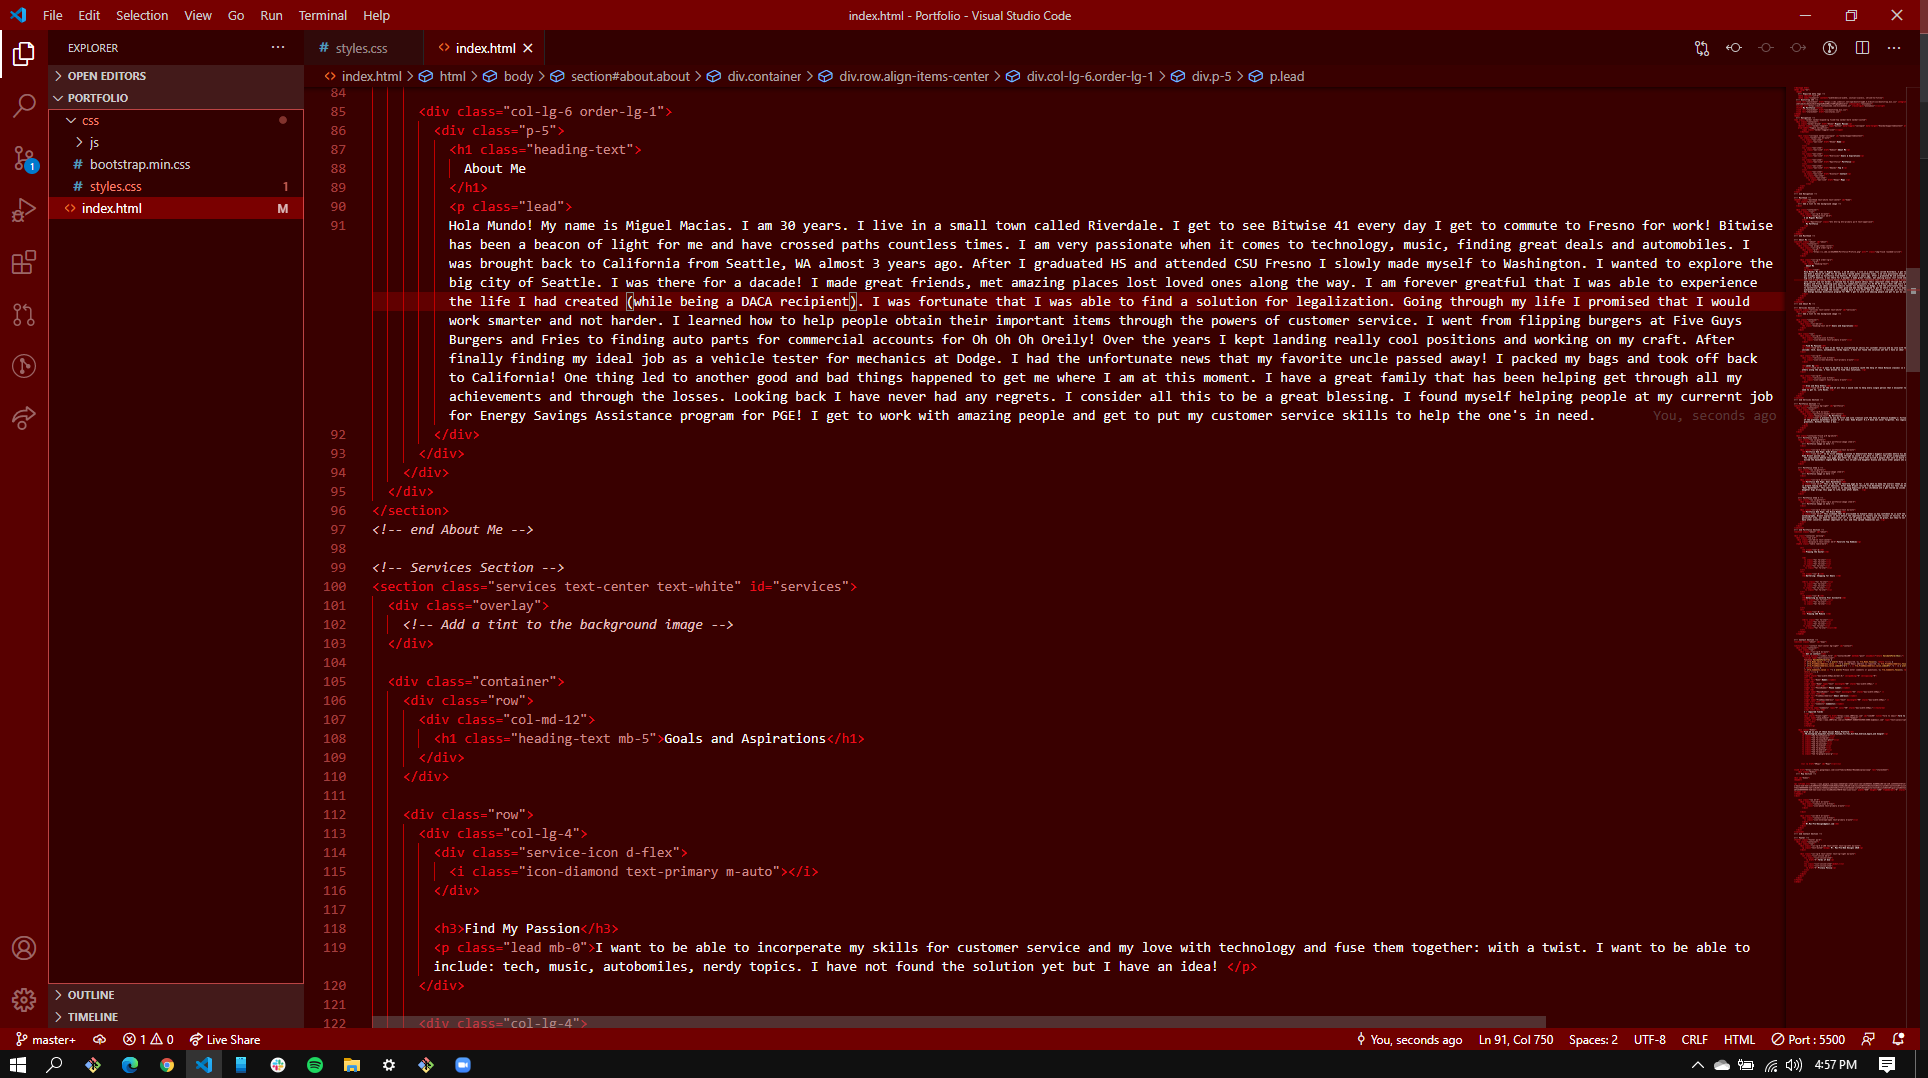 File Edit Selection View Go Run Terminal Help
index.html - Portfolio - Visual Studio Code
EXPLORER
OPEN EDITORS
PORTFOLIO
css
js
# bootstrap.min.css
# styles.css 1
<> index.html M
OUTLINE
TIMELINE
1
# styles.css
<> index.html
<> index.html > html > body > section#about.about > div.container > div.row.align-items-center > div.col-lg-6.order-lg-1 > div.p-5 > p.lead
84
85 <div class="col-lg-6 order-lg-1">
86 <div class="p-5">
87 <h1 class="heading-text">
88 About Me
89 </h1>
90 <p class="lead">
91 Hola Mundo! My name is Miguel Macias. I am 30 years. I live in a small town called Riverdale. I get to see Bitwise 41 every day I get to commute to Fresno for work! Bitwise
has been a beacon of light for me and have crossed paths countless times. I am very passionate when it comes to technology, music, finding great deals and automobiles. I
was brought back to California from Seattle, WA almost 3 years ago. After I graduated HS and attended CSU Fresno I slowly made myself to Washington. I wanted to explore the
big city of Seattle. I was there for a dacade! I made great friends, met amazing places lost loved ones along the way. I am forever greatful that I was able to experience
the life I had created (while being a DACA recipient). I was fortunate that I was able to find a solution for legalization. Going through my life I promised that I would
work smarter and not harder. I learned how to help people obtain their important items through the powers of customer service. I went from flipping burgers at Five Guys
Burgers and Fries to finding auto parts for commercial accounts for Oh Oh Oh Oreily! Over the years I kept landing really cool positions and working on my craft. After
finally finding my ideal job as a vehicle tester for mechanics at Dodge. I had the unfortunate news that my favorite uncle passed away! I packed my bags and took off back
to California! One thing led to another good and bad things happened to get me where I am at this moment. I have a great family that has been helping get through all my
achievements and through the losses. Looking back I have never had any regrets. I consider all this to be a great blessing. I found myself helping people at my currernt job
for Energy Savings Assistance program for PGE! I get to work with amazing people and get to put my customer service skills to help the one's in need. You, seconds ago
92 </div>
93 </div>
94 </div>
95 </div>
96 </section>
97 <!-- end About Me -->
98
99 <!-- Services Section -->
100 <section class="services text-center text-white" id="services">
101 <div class="overlay">
102 <!-- Add a tint to the background image -->
103 </div>
104
105 <div class="container">
106 <div class="row">
107 <div class="col-md-12">
108 <h1 class="heading-text mb-5">Goals and Aspirations</h1>
109 </div>
110 </div>
111
112 <div class="row">
113 <div class="col-lg-4">
114 <div class="service-icon d-flex">
115 <i class="icon-diamond text-primary m-auto"></i>
116 </div>
117
118 <h3>Find My Passion</h3>
119 <p class="lead mb-0">I want to be able to incorperate my skills for customer service and my love with technology and fuse them together: with a twist. I want to be able to
include: tech, music, autobomiles, nerdy topics. I have not found the solution yet but I have an idea! </p>
120 </div>
121
122 <div class="col-lg-4">
master+ 1 0 Live Share You, seconds ago Ln 91, Col 750 Spaces: 2 UTF-8 CRLF HTML Port : 5500
4:57 PM